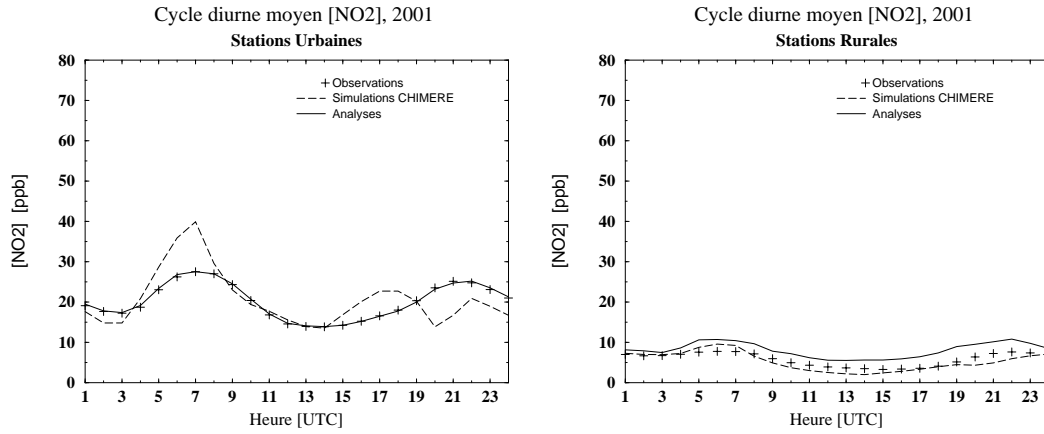 Cycle diurne moyen [NO2], 2001
Stations Urbaines
80
70
60
50
40
30
20
10
0
[NO2] [ppb]
Observations
Simulations CHIMERE
Analyses
1 3 5 7 9 11 13 15 17 19 21 23
Heure [UTC]
Cycle diurne moyen [NO2], 2001
Stations Rurales
80
70
60
50
40
30
20
10
0
[NO2] [ppb]
Observations
Simulations CHIMERE
Analyses
1 3 5 7 9 11 13 15 17 19 21 23
Heure [UTC]